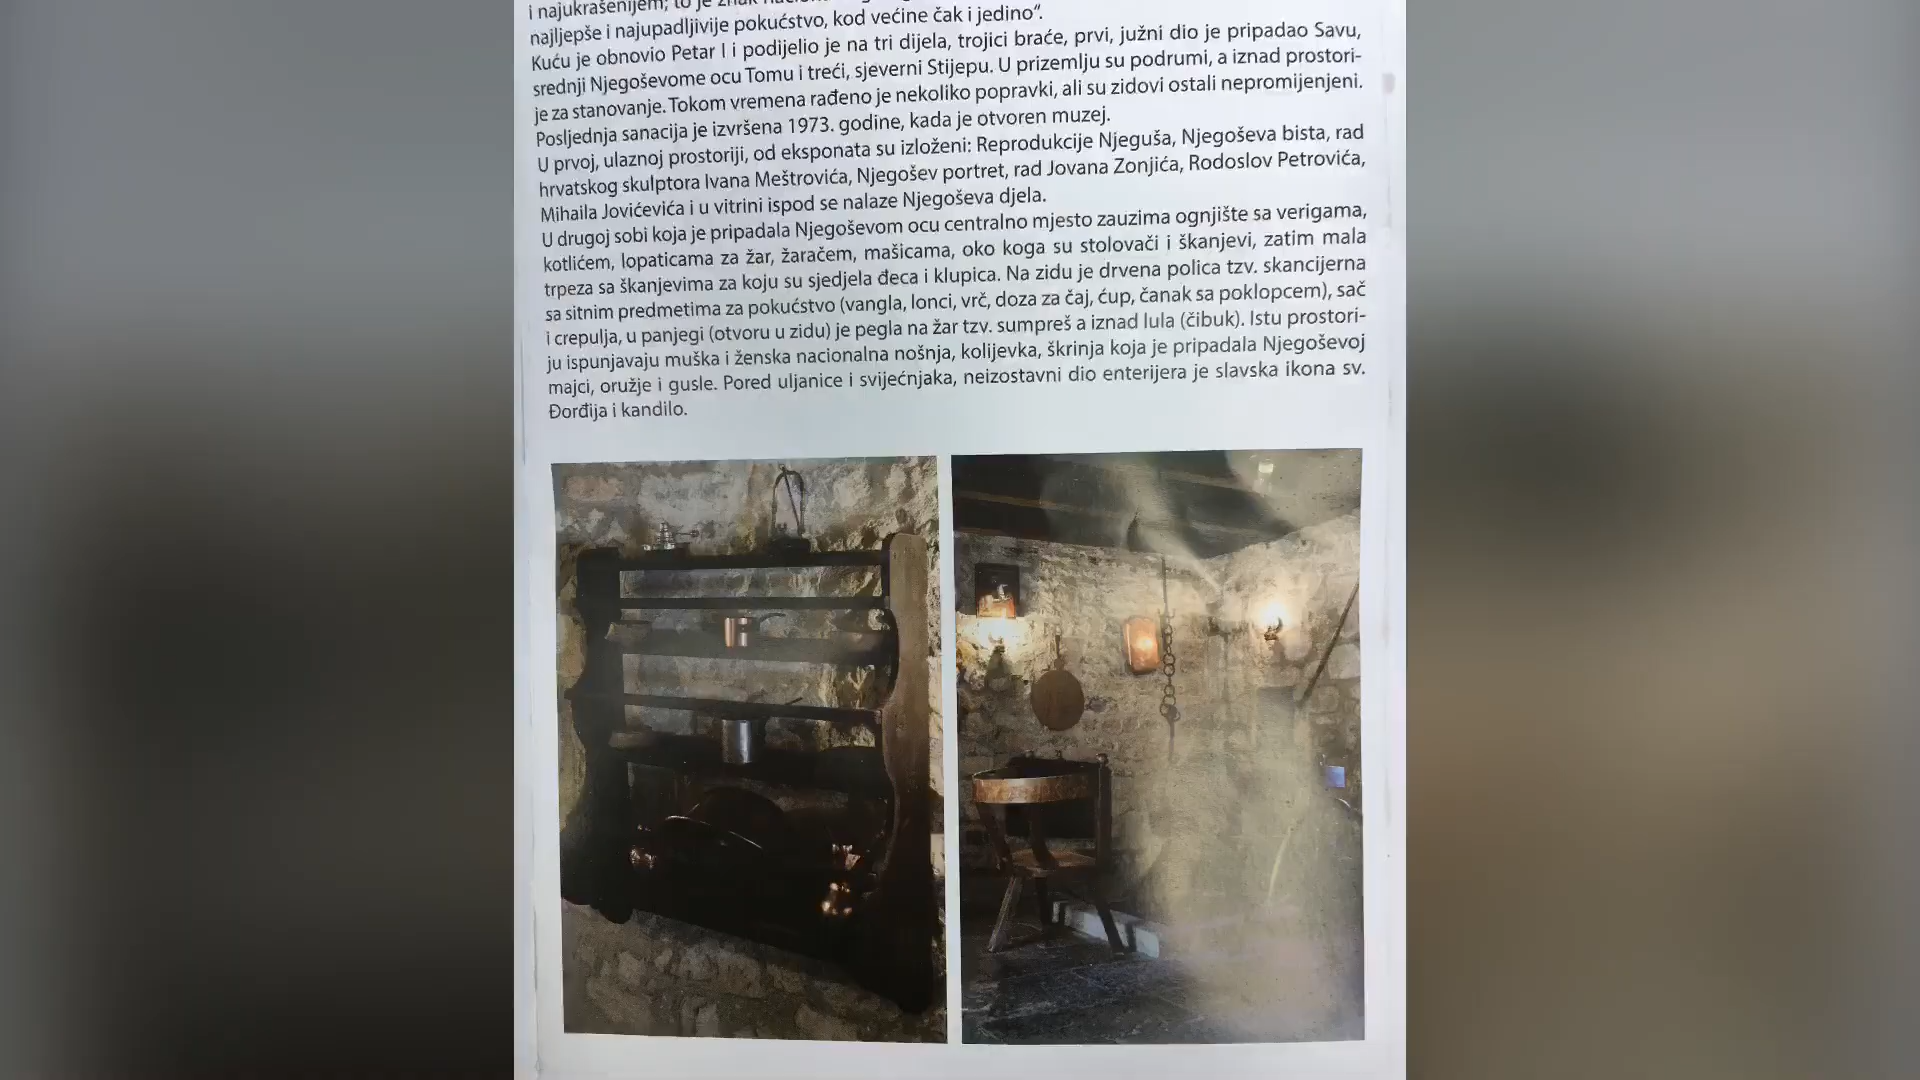 i najukrašenijem; to je znak
najljepše i najupadljivije pokućstvo, kod većine čak i jedino“.
Kuću je obnovio Petar I i podijelio je na tri dijela, trojici braće, prvi, južni dio je pripadao Savu,
srednji Njegoševome ocu Tomu i treći, sjeverni Stijepu. U prizemlju su podrumi, a iznad prostori-
je za stanovanje. Tokom vremena rađeno je nekoliko popravki, ali su zidovi ostali nepromijenjeni.
Posljednja sanacija je izvršena 1973. godine, kada je otvoren muzej.
U prvoj, ulaznoj prostoriji, od eksponata su izloženi: Reprodukcije Njeguša, Njegoševa bista, rad
hrvatskog skulptora Ivana Meštrovića, Njegošev portret, rad Jovana Zonjića, Rodoslov Petrovića,
Mihaila Jovićevića i u vitrini ispod se nalaze Njegoševa djela.
U drugoj sobi koja je pripadala Njegoševom ocu centralno mjesto zauzima ognjište sa verigama,
kotlićem, lopaticama za žar, žaračem, mašicama, oko koga su stolovači i škanjevi, zatim mala
trpeza sa škanjevima za koju su sjedjela đeca i klupica. Na zidu je drvena polica tzv. skancijerna
sa sitnim predmetima za pokućstvo (vangla, lonci, vrč, doza za čaj, ćup, čanak sa poklopcem), sač
i crepulja, u panjegi (otvoru u zidu) je pegla na žar tzv. sumpreš a iznad lula (čibuk). Istu prostori-
ju ispunjavaju muška i ženska nacionalna nošnja, kolijevka, škrinja koja je pripadala Njegoševoj
majci, oružje i gusle. Pored uljanice i svijećnjaka, neizostavni dio enterijera je slavska ikona sv.
Đorđija i kandilo.